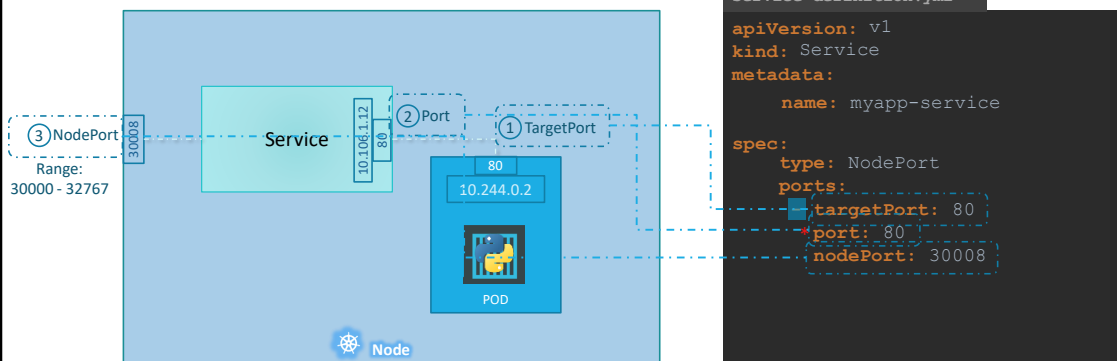 3 NodePort
Range:
30000 - 32767
30008
Service
10.106.1.12
80
2 Port
1 TargetPort
80
10.244.0.2
POD
Node
apiVersion: v1
kind: Service
metadata:
name: myapp-service
spec:
type: NodePort
ports:
- targetPort: 80
* port: 80
nodePort: 30008